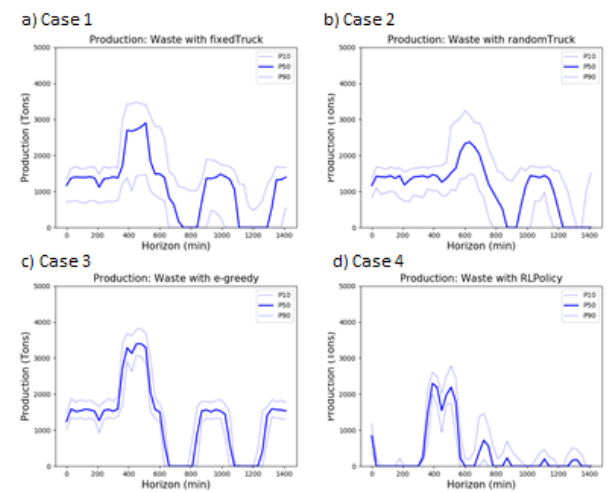 a) Case 1
Production: Waste with fixedTruck
P10
P50
P90
Production (Tons)
5000
4000
3000
2000
1000
0
0 200 400 600 800 1000 1200 1400
Horizon (min)
b) Case 2
Production: Waste with randomTruck
P10
P50
P90
Production (Tons)
5000
4000
3000
2000
1000
0
0 200 400 600 800 1000 1200 1400
Horizon (min)
c) Case 3
Production: Waste with e-greedy
P10
P50
P90
Production (Tons)
5000
4000
3000
2000
1000
0
0 200 400 600 800 1000 1200 1400
Horizon (min)
d) Case 4
Production: Waste with RLPolicy
P10
P50
P90
Production (Tons)
5000
4000
3000
2000
1000
0
0 200 400 600 800 1000 1200 1400
Horizon (min)